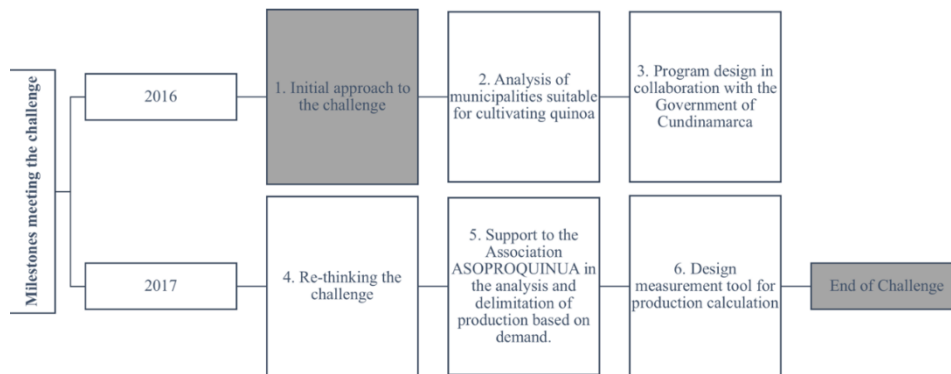 Milestones meeting the challenge
2016
1. Initial approach to
the challenge
2. Analysis of
municipalities suitable
for cultivating quinoa
3. Program design in
collaboration with the
Government of
Cundinamarca
2017
4. Re-thinking the
challenge
5. Support to the
Association
ASOPROQUINUA in
the analysis and
delimitation of
production based on
demand.
6. Design
measurement tool for
production calculation
End of Challenge